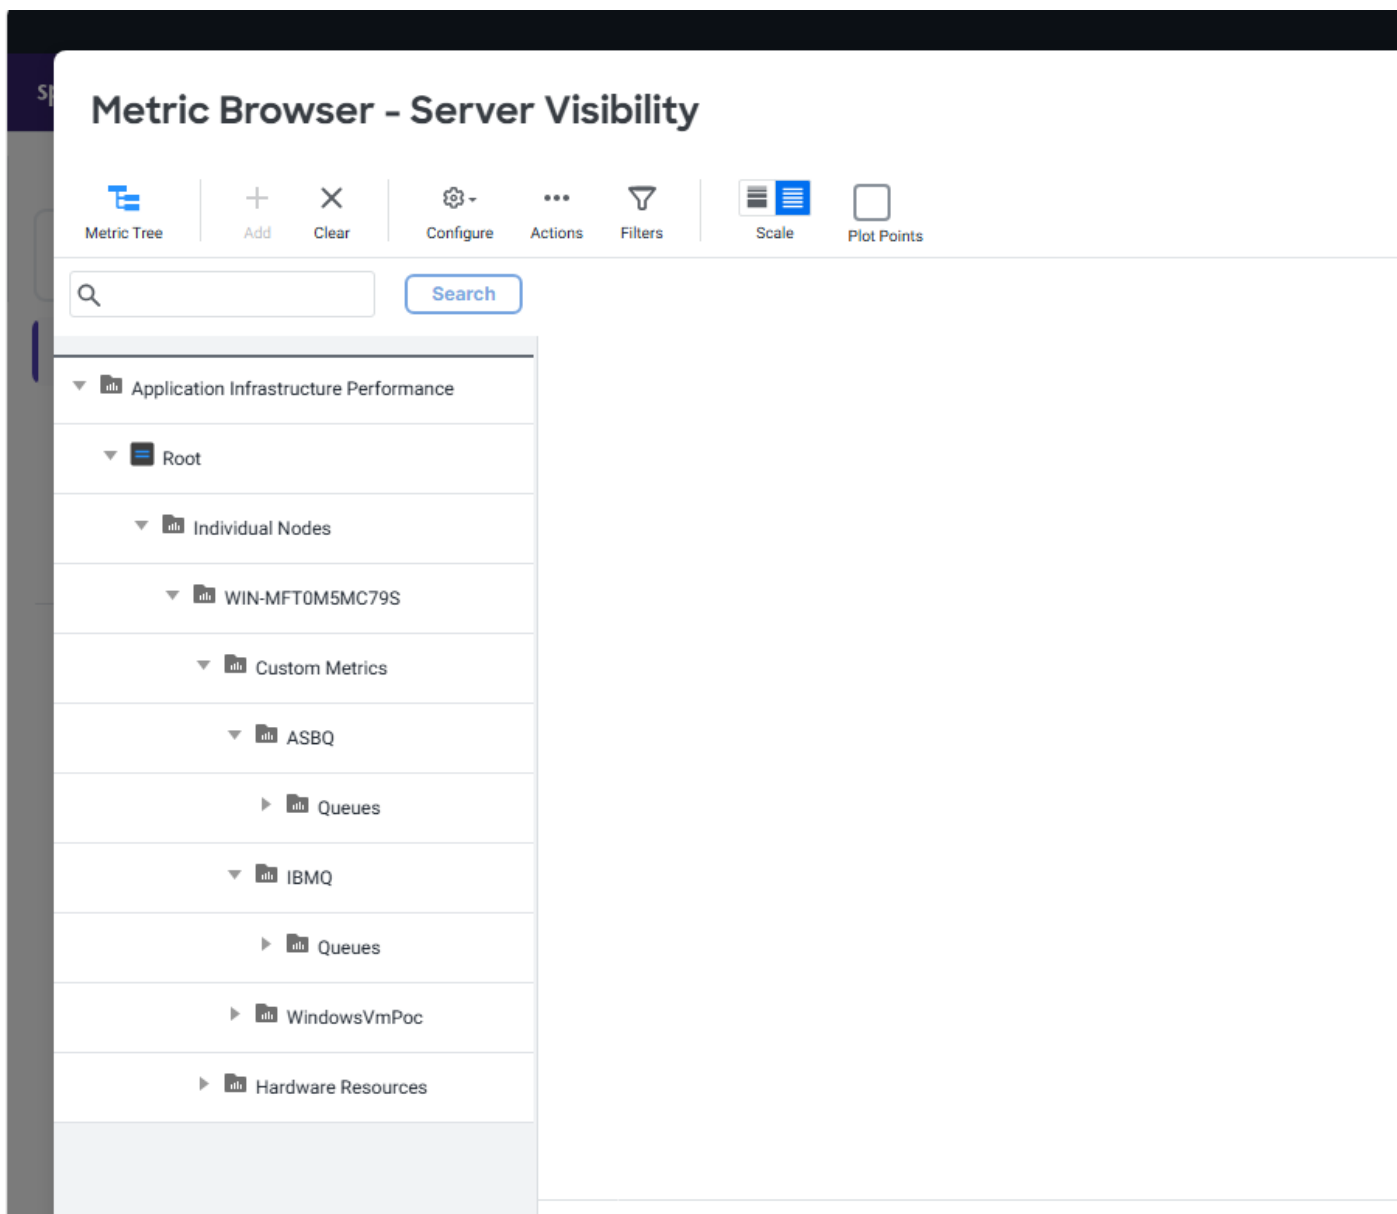 Metric Browser - Server Visibility
Metric Tree
Add
Clear
Configure
Actions
Filters
Scale
Plot Points
Search
Application Infrastructure Performance
Root
Individual Nodes
WIN-MFT0M5MC79S
Custom Metrics
ASBQ
Queues
IBMQ
Queues
WindowsVmPoc
Hardware Resources